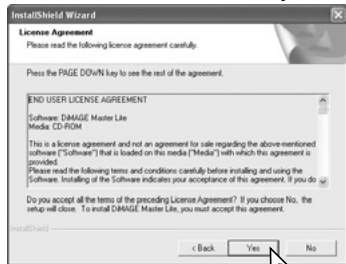 InstallShield Wizard
License Agreement
Please read the following license agreement carefully.
Press the PAGE DOWN key to see the rest of the agreement.
END USER LICENSE AGREEMENT
Software: DiMAGE Master Lite
Media: CD-ROM
This is a license agreement and not an agreement for sale regarding the above-mentioned
software ("Software") that is loaded on this media ("Media") with which this agreement is
provided.
Please read the following terms and conditions carefully before installing and using the
Software. Installing of the Software indicates your acceptance of this agreement. If you do
Do you accept all the terms of the preceding License Agreement? If you choose No, the
setup will close. To install DiMAGE Master Lite, you must accept this agreement.
InstallShield
< Back
Yes
No